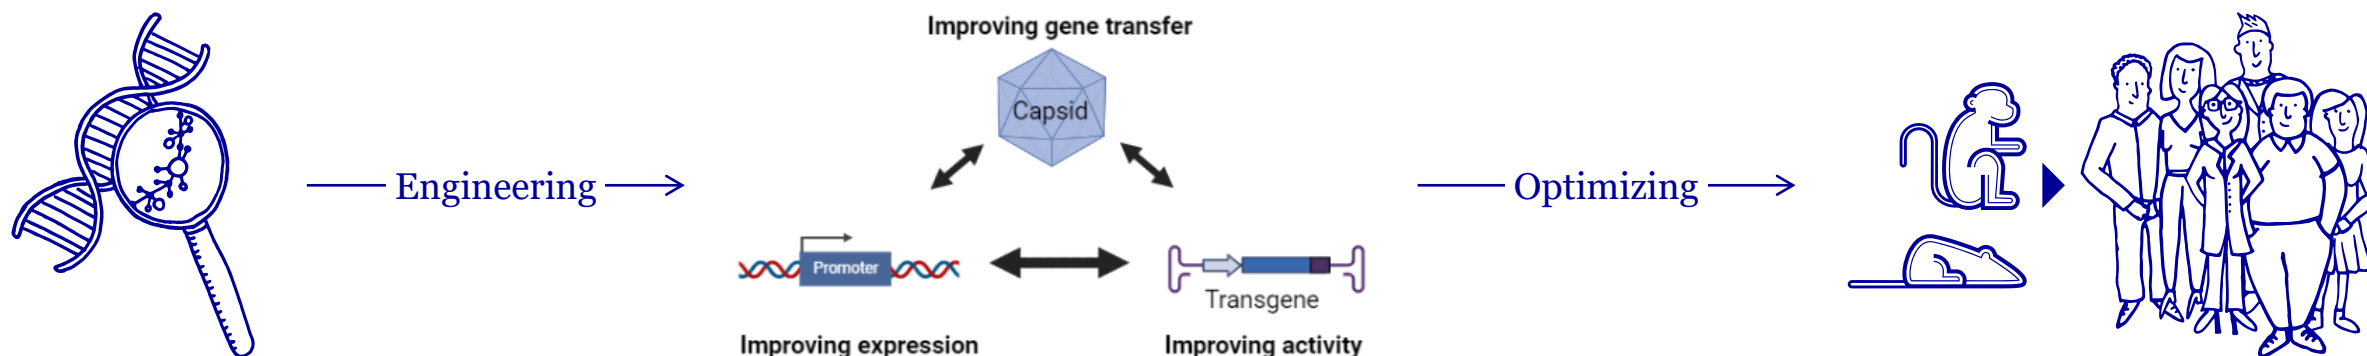 Improving gene transfer
Capsid
Engineering
Optimizing
Promoter
Transgene
Improving expression
Improving activity